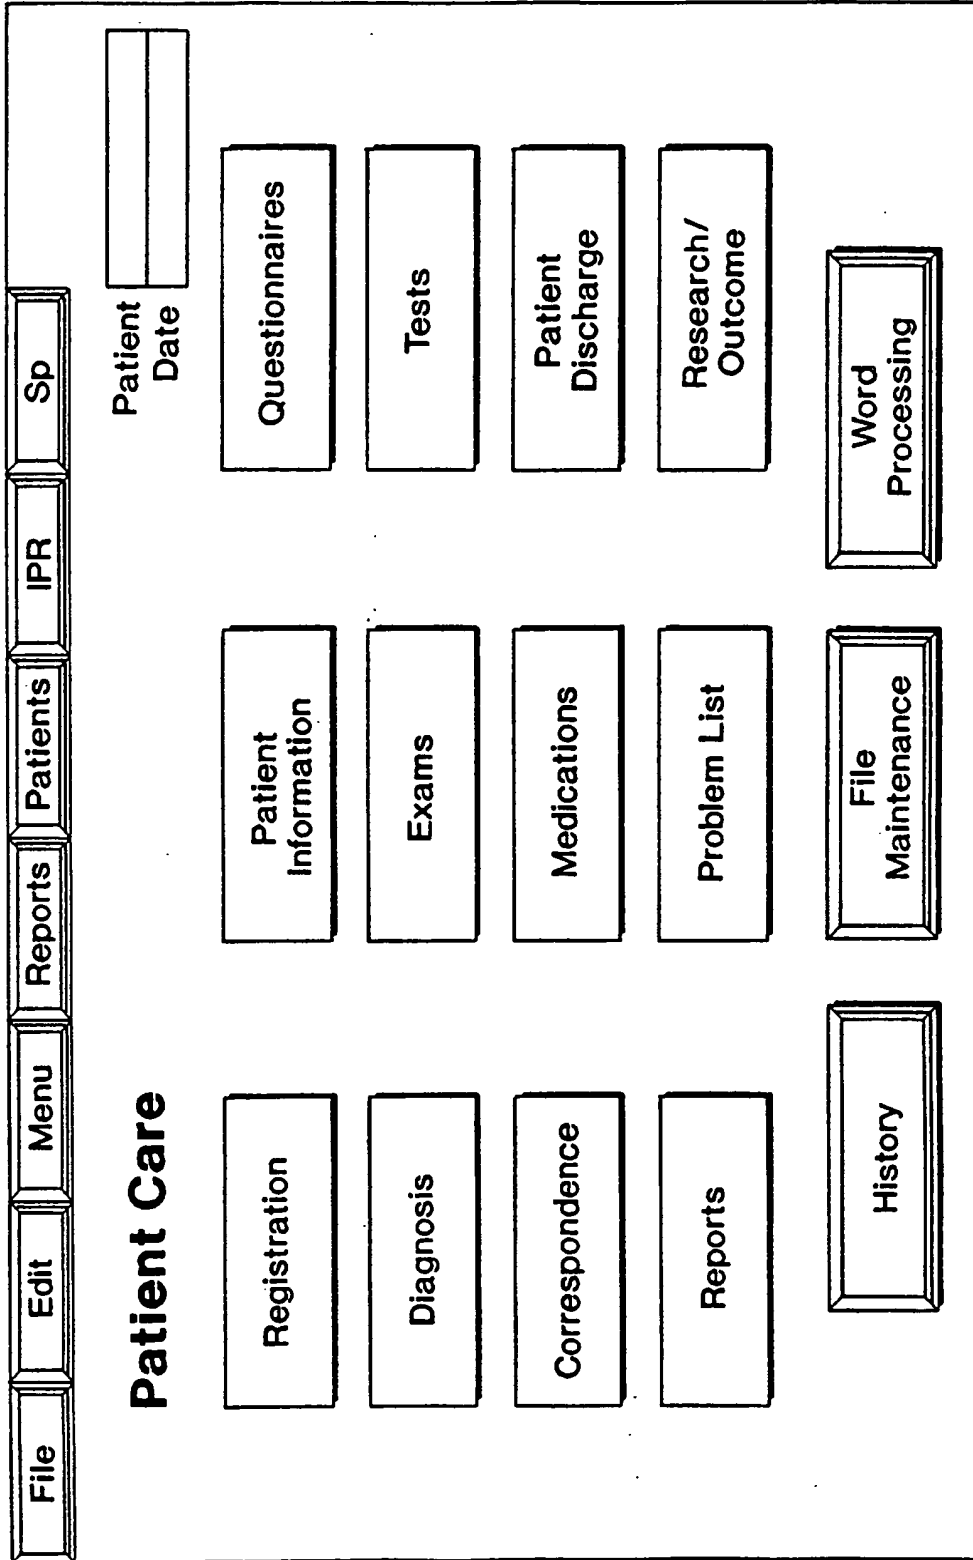 File
Edit
Menu
Reports
Patients
IPR
Sp
Patient Care
Patient
Date
Registration
Patient
Information
Questionnaires
Diagnosis
Exams
Tests
Correspondence
Medications
Patient
Discharge
Reports
Problem List
Research/
Outcome
History
File
Maintenance
Word
Processing